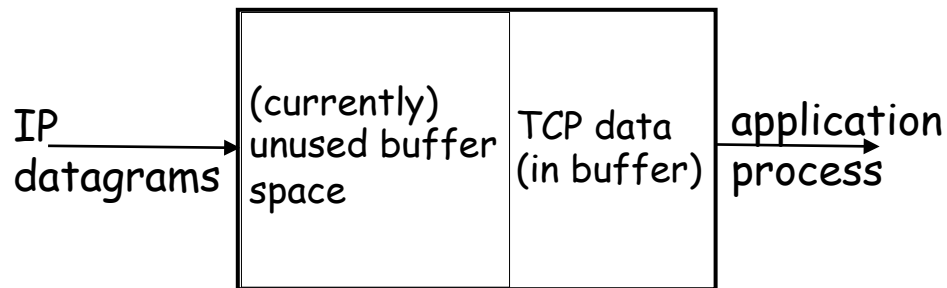 IP
datagrams
(currently)
unused buffer
space
TCP data
(in buffer)
application
process